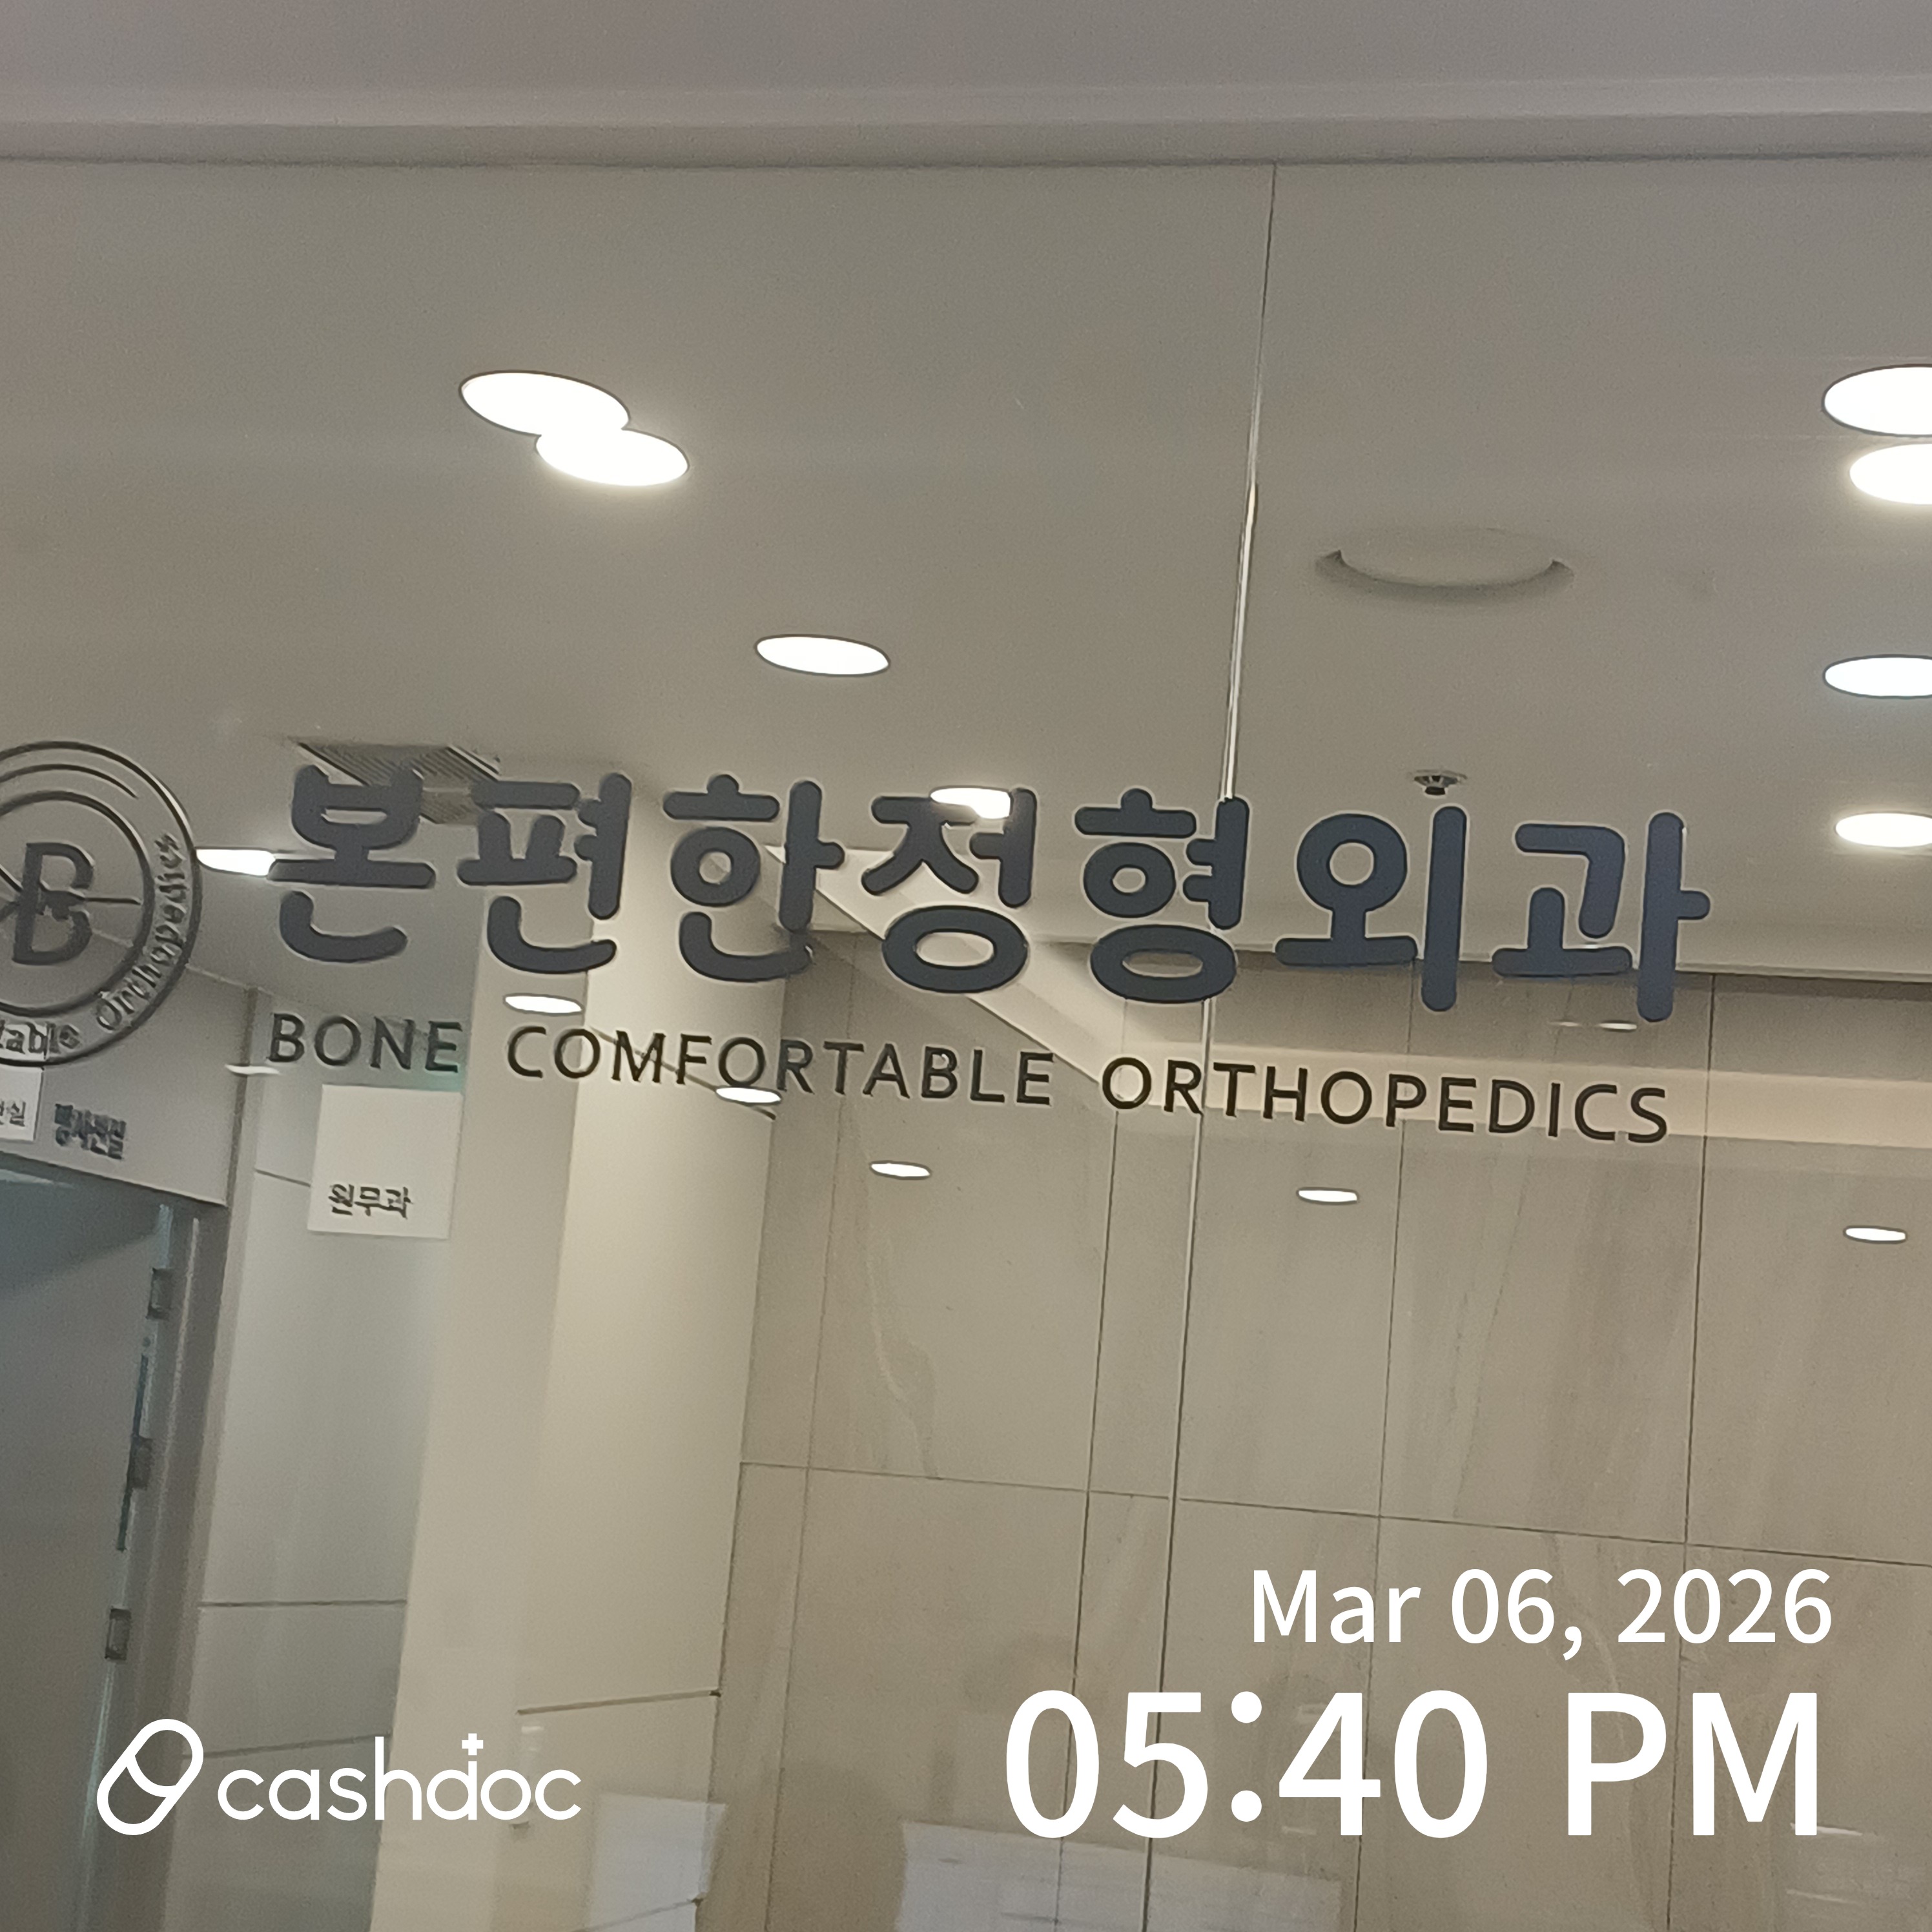 본편한정형외과
BONE COMFORTABLE ORTHOPEDICS
B
Orthopedics
원무과
Mar 06, 2026
05:40 PM
cashdoc